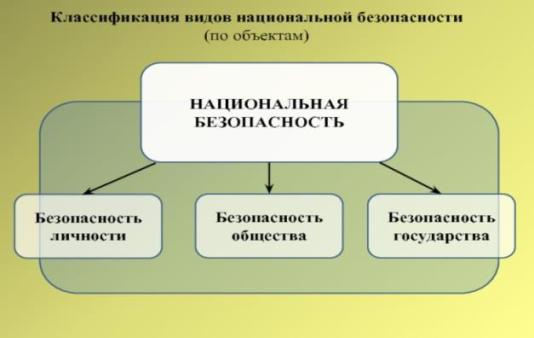 Классификация видов национальной безопасности
(по объектам)
НАЦИОНАЛЬНАЯ
БЕЗОПАСНОСТЬ
Безопасность
личности
Безопасность
общества
Безопасность
государства